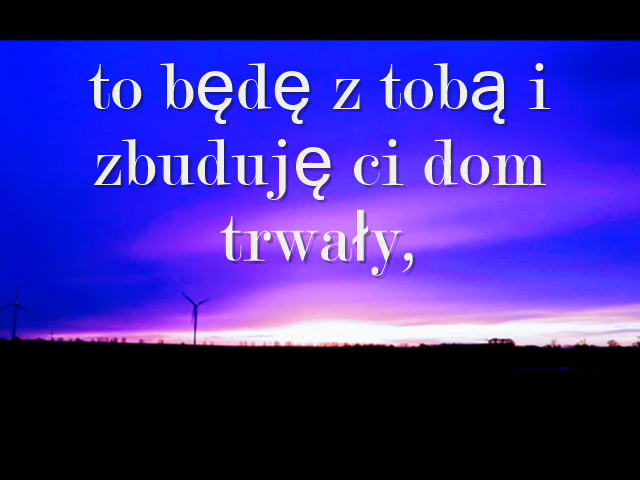 to będę z tobą i
zbuduję ci dom
trwały,